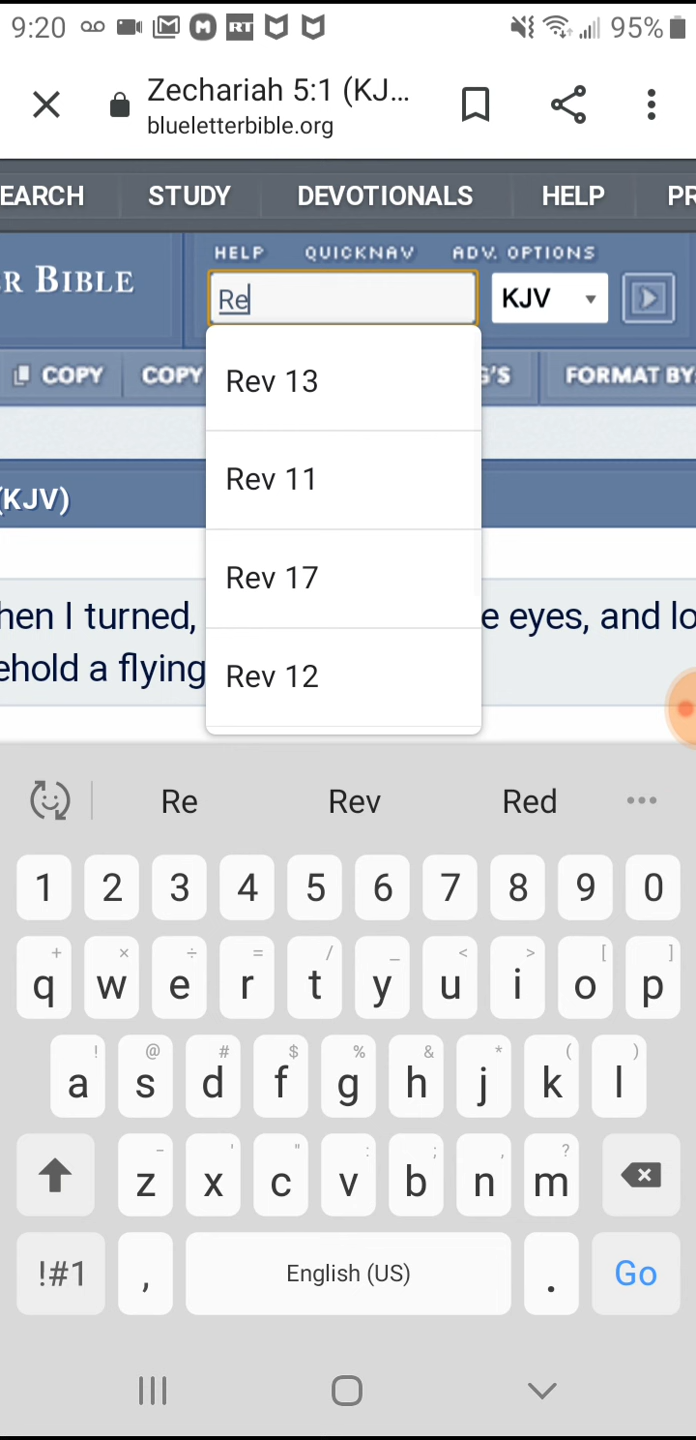 9:20 M RT 95%
Zechariah 5:1 (KJ...
blueletterbible.org
EARCH STUDY DEVOTIONALS HELP PR
HELP QUICKNAV ADV. OPTIONS
R BIBLE
Re KJV
COPY COPY G'S FORMAT BY
Rev 13
Rev 11
(KJV)
Rev 17
hen I turned, e eyes, and lo
ehold a flying
Rev 12
Re Rev Red ...
1 2 3 4 5 6 7 8 9 0
+ × ÷ = / _ < > [ ]
q w e r t y u i o p
! @ # $ % & * ( )
a s d f g h j k l
- ' " : ; , ?
z x c v b n m
!#1 , English (US) . Go